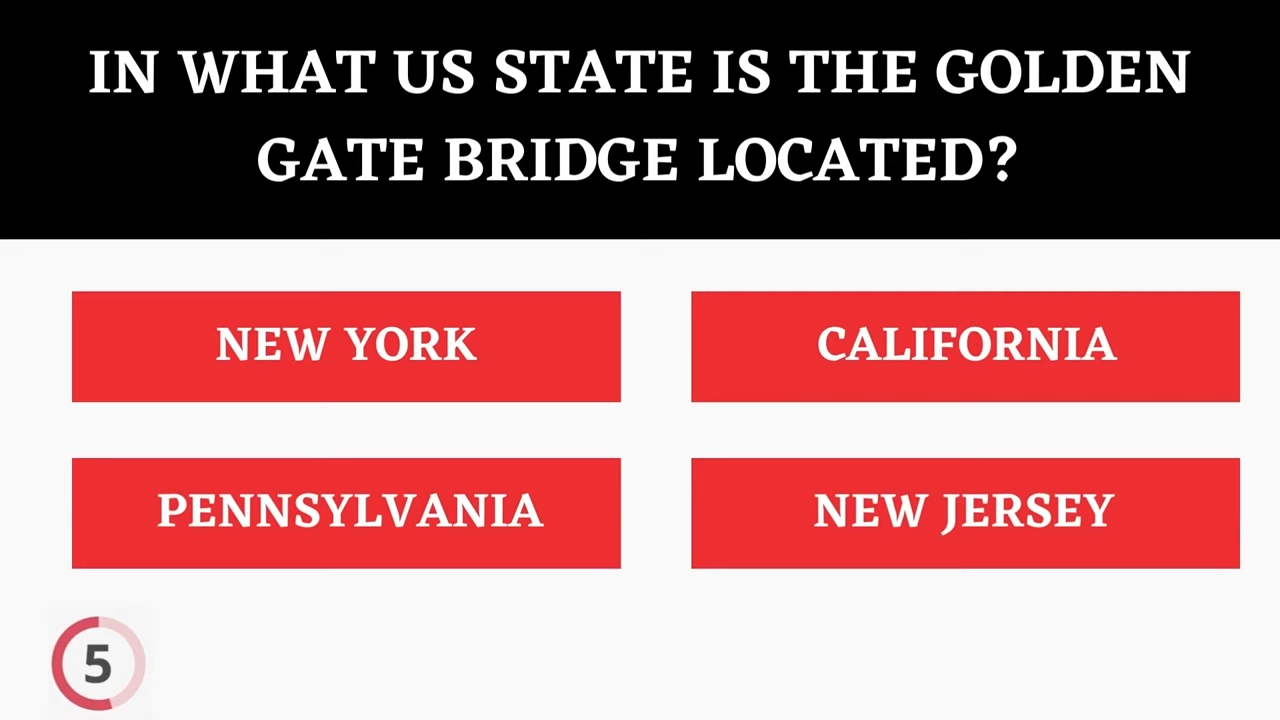 IN WHAT US STATE IS THE GOLDEN
GATE BRIDGE LOCATED?
NEW YORK
CALIFORNIA
PENNSYLVANIA
NEW JERSEY
5